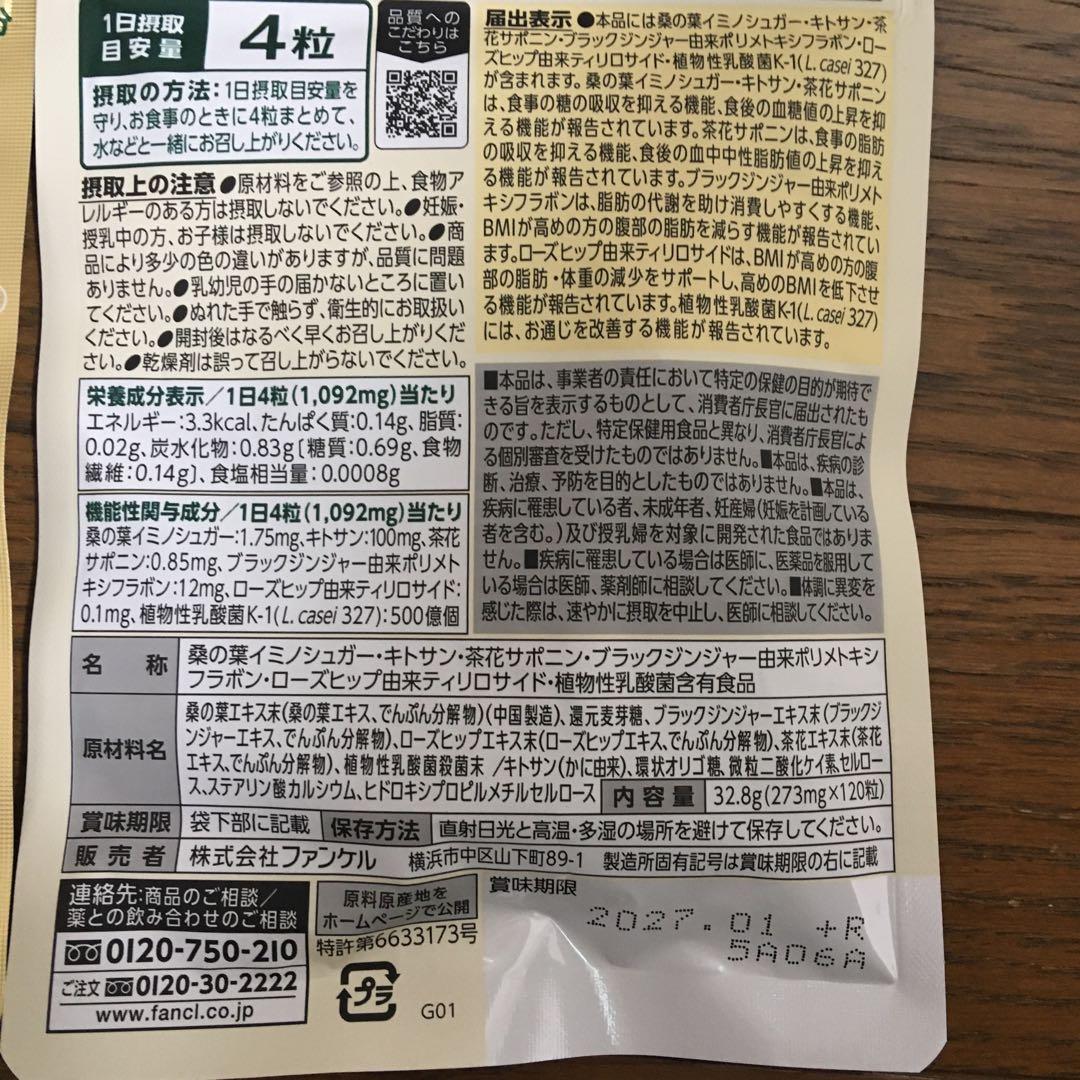 1日摂取
目安量
4粒
摂取の方法：1日摂取目安量を
守り、お食事のときに4粒まとめて、
水などと一緒にお召し上がりください。
品質への
こだわりは
こちら
摂取上の注意 ●原材料をご参照の上、食物ア
レルギーのある方は摂取しないでください。●妊娠・
授乳中の方、お子様は摂取しないでください。●商
品により多少の色の違いがありますが、品質に問題
ありません。●乳幼児の手の届かないところに置い
てください。●ぬれた手で触らず、衛生的にお取扱い
ください。●開封後はなるべく早くお召し上がりくだ
さい。●乾燥剤は誤って召し上がらないでください。
栄養成分表示／1日4粒(1,092mg)当たり
エネルギー:3.3kcal、たんぱく質:0.14g、脂質:
0.02g、炭水化物:0.83g〔糖質:0.69g、食物
繊維:0.14g〕、食塩相当量:0.0008g
機能性関与成分／1日4粒(1,092mg)当たり
桑の葉イミノシュガー:1.75mg、キトサン:100mg、茶花
サポニン:0.85mg、ブラックジンジャー由来ポリメト
キシフラボン:12mg、ローズヒップ由来ティリロサイド:
0.1mg、植物性乳酸菌K-1(L. casei 327):500億個
届出表示 ●本品には桑の葉イミノシュガー・キトサン・茶
花サポニン・ブラックジンジャー由来ポリメトキシフラボン・ロー
ズヒップ由来ティリロサイド・植物性乳酸菌K-1(L. casei 327)
が含まれます。桑の葉イミノシュガー・キトサン・茶花サポニン
は、食事の糖の吸収を抑える機能、食後の血糖値の上昇を抑
える機能が報告されています。茶花サポニンは、食事の脂肪
の吸収を抑える機能、食後の血中中性脂肪値の上昇を抑え
る機能が報告されています。ブラックジンジャー由来ポリメト
キシフラボンは、脂肪の代謝を助け消費しやすくする機能、
BMIが高めの方の腹部の脂肪を減らす機能が報告されてい
ます。ローズヒップ由来ティリロサイドは、BMIが高めの方の腹
部の脂肪・体重の減少をサポートし、高めのBMIを低下させ
る機能が報告されています。植物性乳酸菌K-1(L. casei 327)
には、お通じを改善する機能が報告されています。
■本品は、事業者の責任において特定の保健の目的が期待で
きる旨を表示するものとして、消費者庁長官に届出されたも
のです。ただし、特定保健用食品と異なり、消費者庁長官によ
る個別審査を受けたものではありません。■本品は、疾病の診
断、治療、予防を目的としたものではありません。■本品は、
疾病に罹患している者、未成年者、妊産婦(妊娠を計画している
者を含む。)及び授乳婦を対象に開発された食品ではありま
せん。■疾病に罹患している場合は医師に、医薬品を服用して
いる場合は医師、薬剤師に相談してください。■体調に異変を
感じた際は、速やかに摂取を中止し、医師に相談してください。
名称 桑の葉イミノシュガー・キトサン・茶花サポニン・ブラックジンジャー由来ポリメトキシ
フラボン・ローズヒップ由来ティリロサイド・植物性乳酸菌含有食品
原材料名 桑の葉エキス末(桑の葉エキス、でんぷん分解物)(中国製造)、還元麦芽糖、ブラックジンジャーエキス末(ブラックジ
ンジャーエキス、でんぷん分解物)、ローズヒップエキス末(ローズヒップエキス、でんぷん分解物)、茶花エキス末(茶花
エキス、でんぷん分解物)、植物性乳酸菌殺菌末／キトサン(かに由来)、環状オリゴ糖、微粒二酸化ケイ素、セルロー
ス、ステアリン酸カルシウム、ヒドロキシプロピルメチルセルロース 内容量 32.8g(273mg×120粒)
賞味期限 袋下部に記載 保存方法 直射日光と高温・多湿の場所を避けて保存してください。
販売者 株式会社ファンケル 横浜市中区山下町89-1 製造所固有記号は賞味期限の右に記載
連絡先:商品のご相談／
薬との飲み合わせのご相談
0120-750-210
ご注文 0120-30-2222
www.fancl.co.jp
原料原産地を
ホームページで公開
特許第6633173号
プラ
G01
賞味期限
2027.01 +R
5A06A